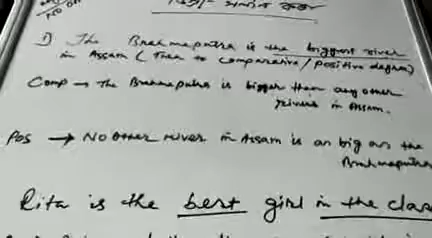 1) The Brahmaputra is the biggest river
in Assam (Turn to comparative / positive degree)
Comp → The Brahmaputra is bigger than any other
rivers in Assam.
Pos → No other river in Assam is as big as the
Brahmaputra
Rita is the best girl in the class